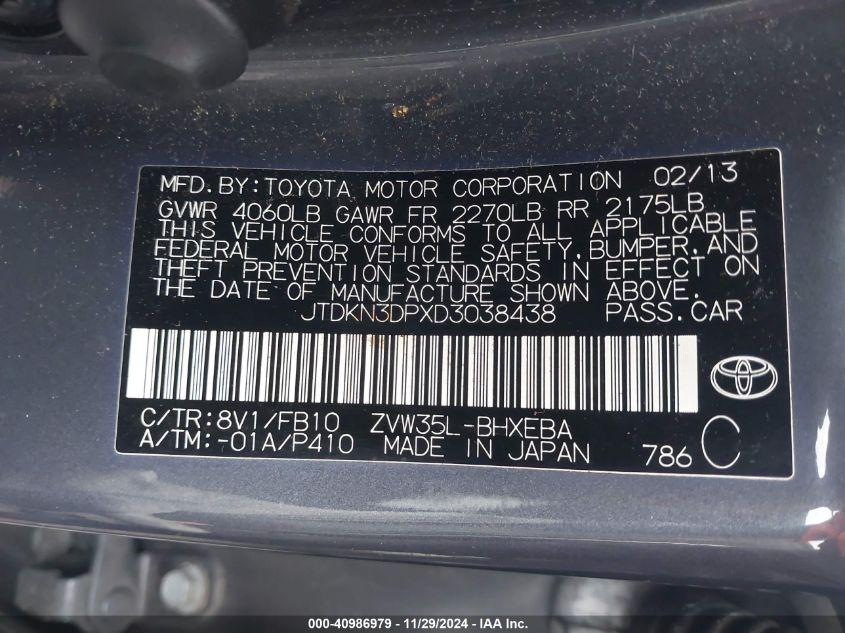 MFD.BY:TOYOTA MOTOR CORPORATION 02/13
GVWR 4060LB GAWR FR 2270LB RR 2175LB
THIS VEHICLE CONFORMS TO ALL APPLICABLE
FEDERAL MOTOR VEHICLE SAFETY,BUMPER,AND
THEFT PREVENTION STANDARDS IN EFFECT ON
THE DATE OF MANUFACTURE SHOWN ABOVE.
JTDKN3DPXD3038438 PASS.CAR
C/TR:8V1/FB10 ZVW35L-BHXEBA
A/TM:-01A/P410 MADE IN JAPAN 786 C
000-40986979 - 11/29/2024 - IAA Inc.